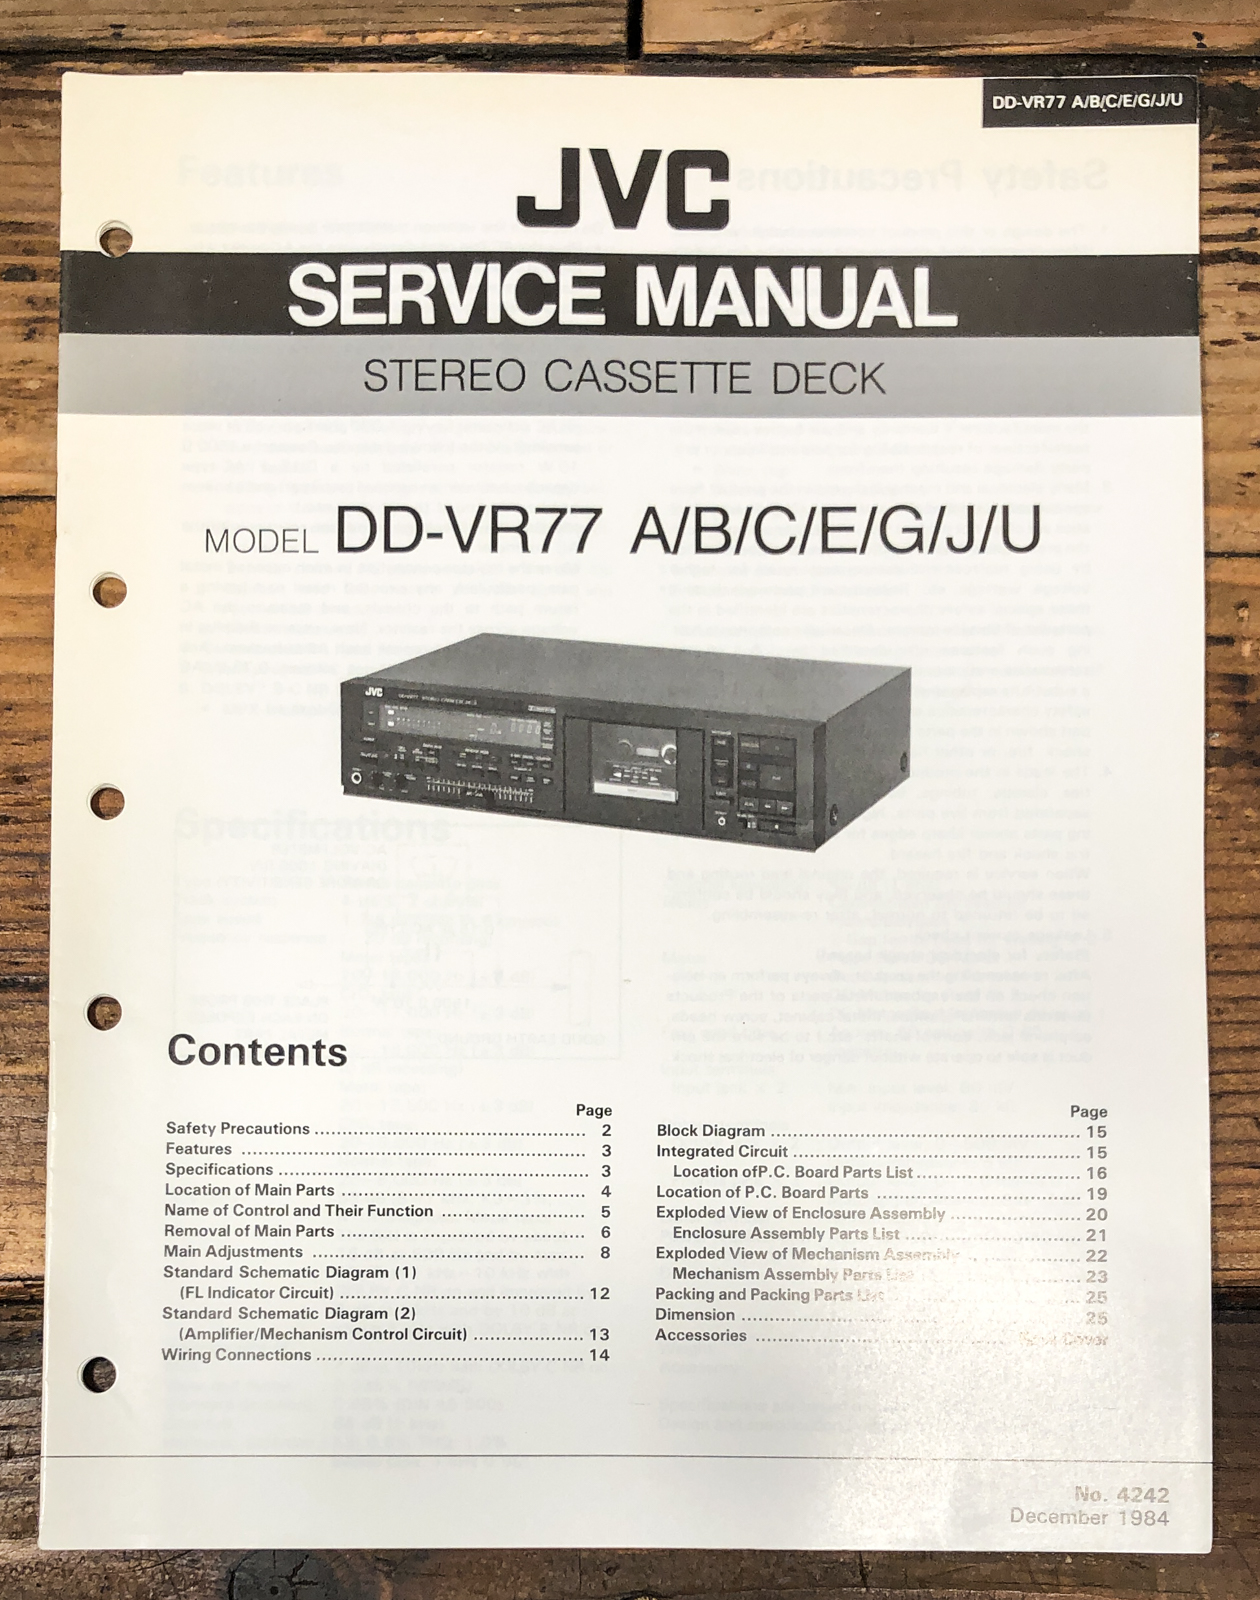 DD-VR77 A/B/C/E/G/J/U
JVC
SERVICE MANUAL
STEREO CASSETTE DECK
MODEL DD-VR77 A/B/C/E/G/J/U
JVC
Contents
Page
Safety Precautions ........ 2
Features ........ 3
Specifications ........ 3
Location of Main Parts ........ 4
Name of Control and Their Function ........ 5
Removal of Main Parts ........ 6
Main Adjustments ........ 8
Standard Schematic Diagram (1)
(FL Indicator Circuit) ........ 12
Standard Schematic Diagram (2)
(Amplifier/Mechanism Control Circuit) ........ 13
Wiring Connections ........ 14
Page
Block Diagram ........ 15
Integrated Circuit ........ 15
Location ofP.C. Board Parts List ........ 16
Location of P.C. Board Parts ........ 19
Exploded View of Enclosure Assembly ........ 20
Enclosure Assembly Parts List ........ 21
Exploded View of Mechanism Assembly ........ 22
Mechanism Assembly Parts List ........ 23
Packing and Packing Parts List ........ 25
Dimension ........ 25
Accessories ........ Cover
No. 4242
December 1984